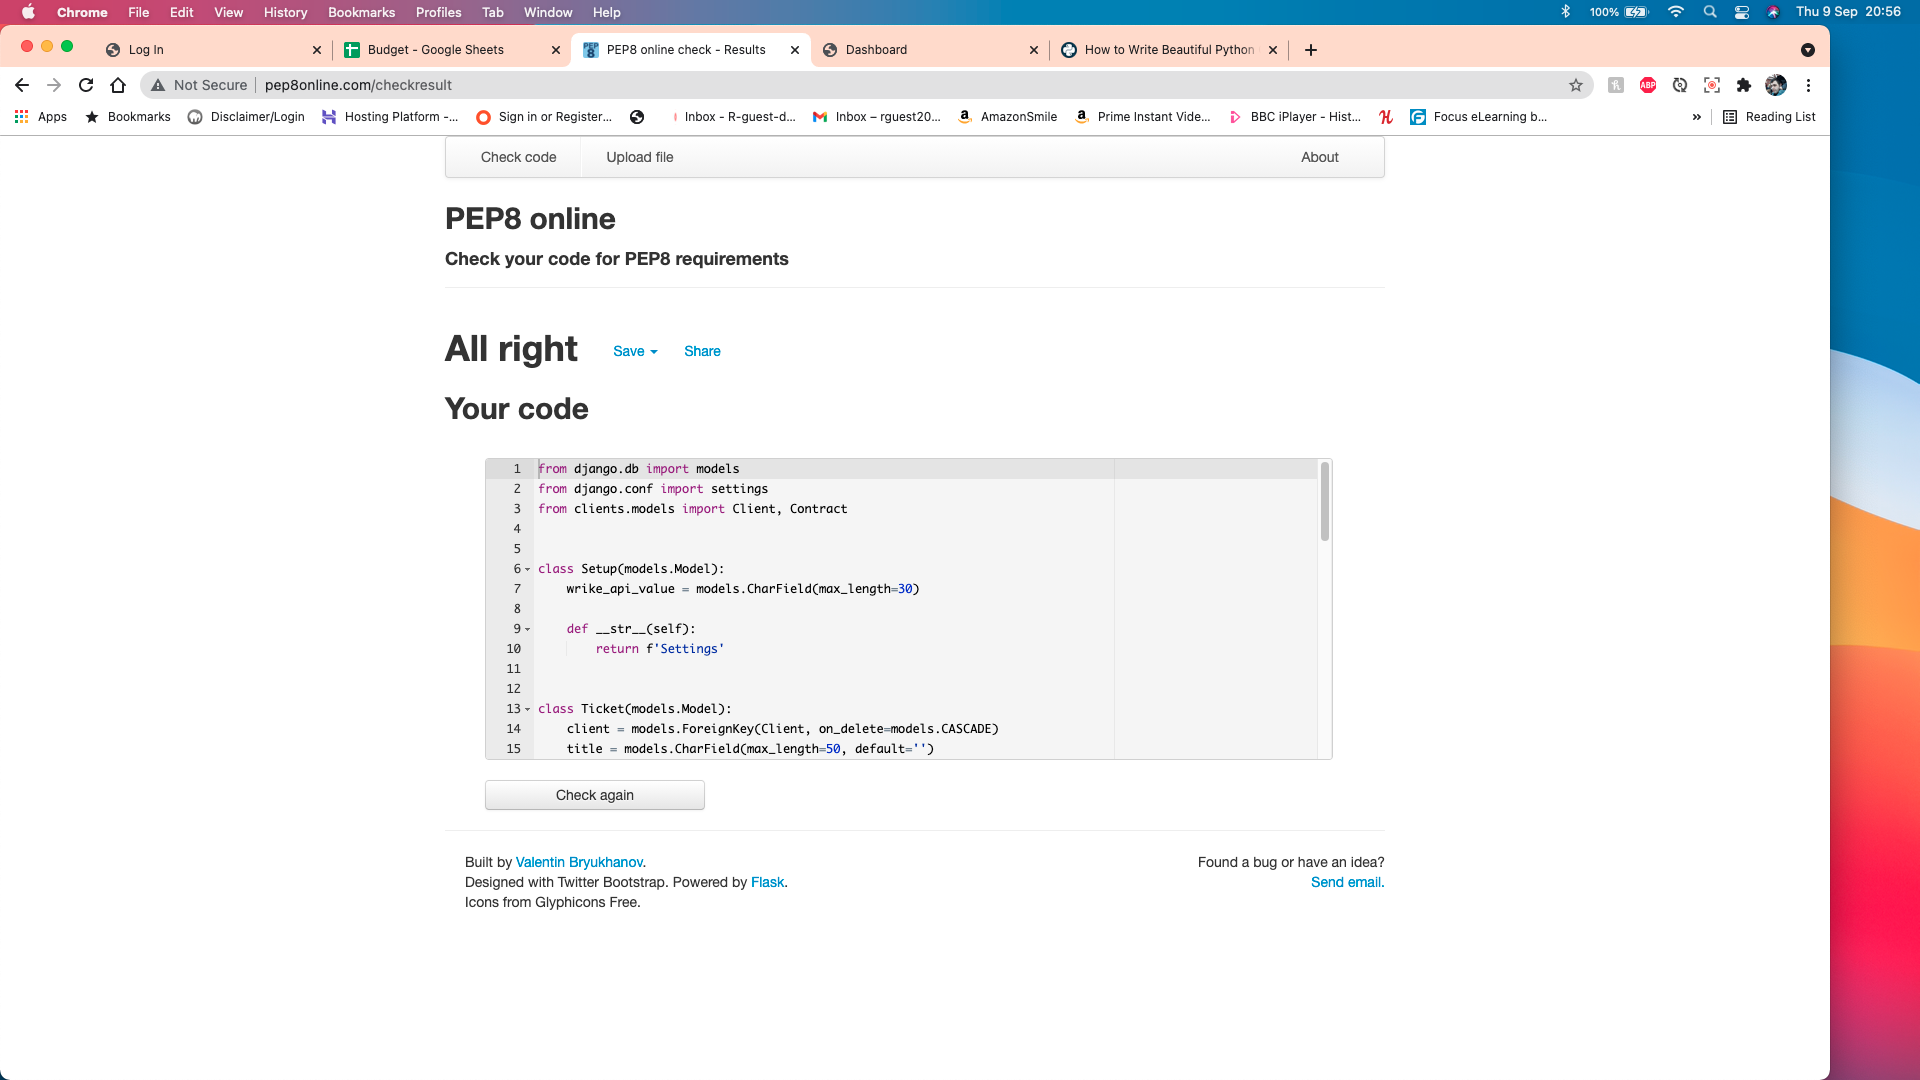 Chrome File Edit View History Bookmarks Profiles Tab Window Help 100% Thu 9 Sep 20:56
Log In Budget - Google Sheets PEP8 online check - Results Dashboard How to Write Beautiful Python
Not Secure pep8online.com/checkresult
Apps Bookmarks Disclaimer/Login Hosting Platform -... Sign in or Register... Inbox - R-guest-d... Inbox – rguest20... AmazonSmile Prime Instant Vide... BBC iPlayer - Hist... Focus eLearning b... » Reading List
Check code Upload file About
PEP8 online
Check your code for PEP8 requirements
All right Save Share
Your code
1 from django.db import models
2 from django.conf import settings
3 from clients.models import Client, Contract
4
5
6 class Setup(models.Model):
7 wrike_api_value = models.CharField(max_length=30)
8
9 def __str__(self):
10 return f'Settings'
11
12
13 class Ticket(models.Model):
14 client = models.ForeignKey(Client, on_delete=models.CASCADE)
15 title = models.CharField(max_length=50, default='')
Check again
Built by Valentin Bryukhanov.
Designed with Twitter Bootstrap. Powered by Flask.
Icons from Glyphicons Free.
Found a bug or have an idea?
Send email.